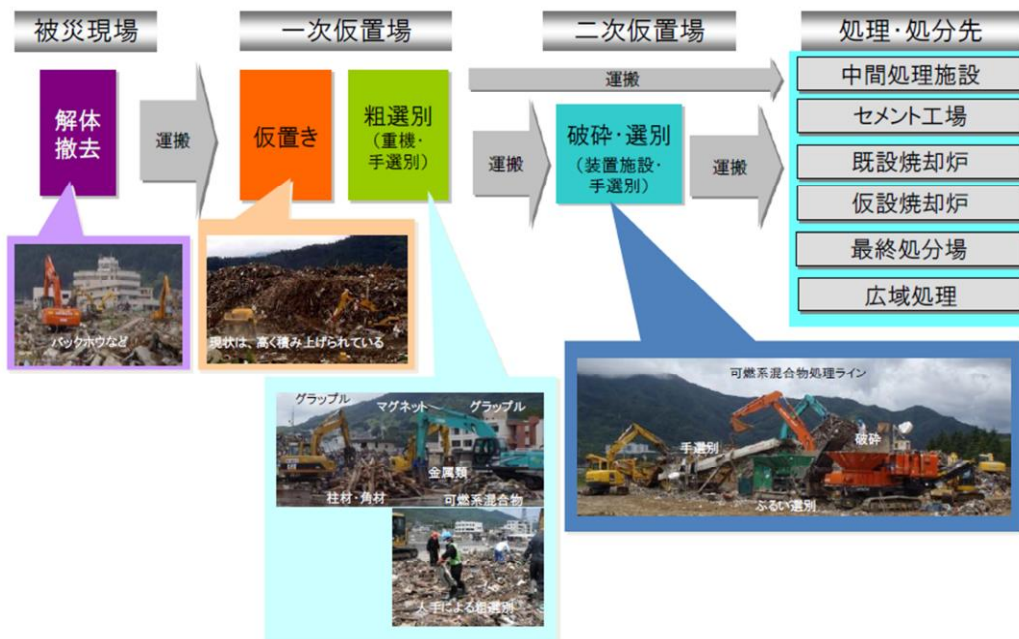 被災現場
一次仮置場
二次仮置場
処理・処分先
解体
撤去
運搬
仮置き
粗選別
(重機・
手選別)
運搬
運搬
破砕・選別
(装置施設・
手選別)
運搬
中間処理施設
セメント工場
既設焼却炉
仮設焼却炉
最終処分場
広域処理
バックホウなど
現状は、高く積み上げられている
グラップル
マグネット
グラップル
金属類
柱材・角材
可燃系混合物
人手による粗選別
可燃系混合物処理ライン
手選別
破砕
ふるい選別